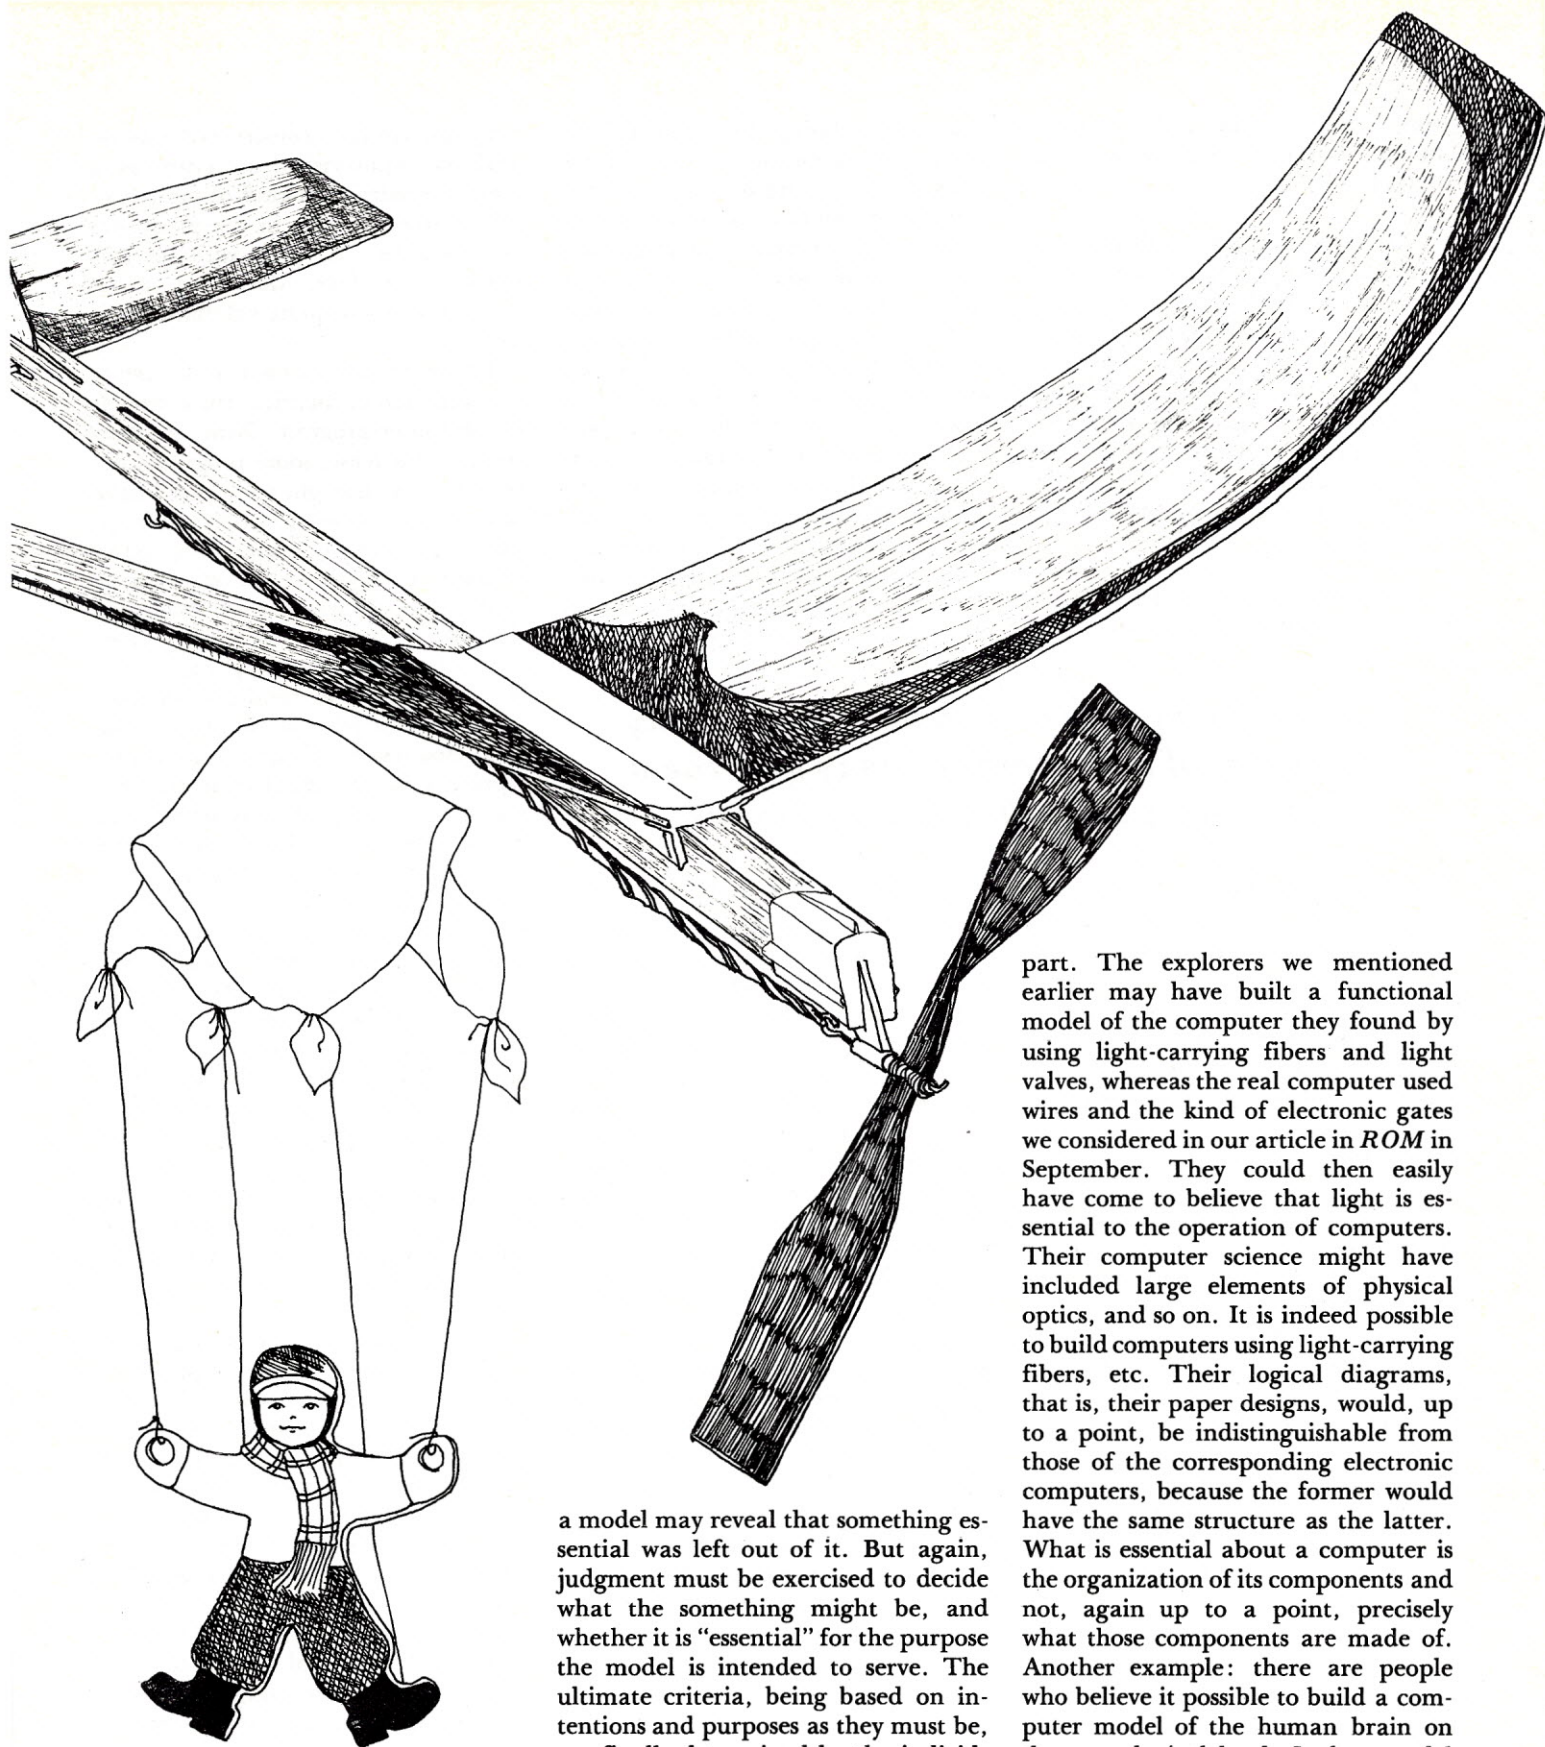 a model may reveal that something es-
sential was left out of it. But again,
judgment must be exercised to decide
what the something might be, and
whether it is “essential” for the purpose
the model is intended to serve. The
ultimate criteria, being based on in-
tentions and purposes as they must be,
part. The explorers we mentioned
earlier may have built a functional
model of the computer they found by
using light-carrying fibers and light
valves, whereas the real computer used
wires and the kind of electronic gates
we considered in our article in ROM in
September. They could then easily
have come to believe that light is es-
sential to the operation of computers.
Their computer science might have
included large elements of physical
optics, and so on. It is indeed possible
to build computers using light-carrying
fibers, etc. Their logical diagrams,
that is, their paper designs, would, up
to a point, be indistinguishable from
those of the corresponding electronic
computers, because the former would
have the same structure as the latter.
What is essential about a computer is
the organization of its components and
not, again up to a point, precisely
what those components are made of.
Another example: there are people
who believe it possible to build a com-
puter model of the human brain on